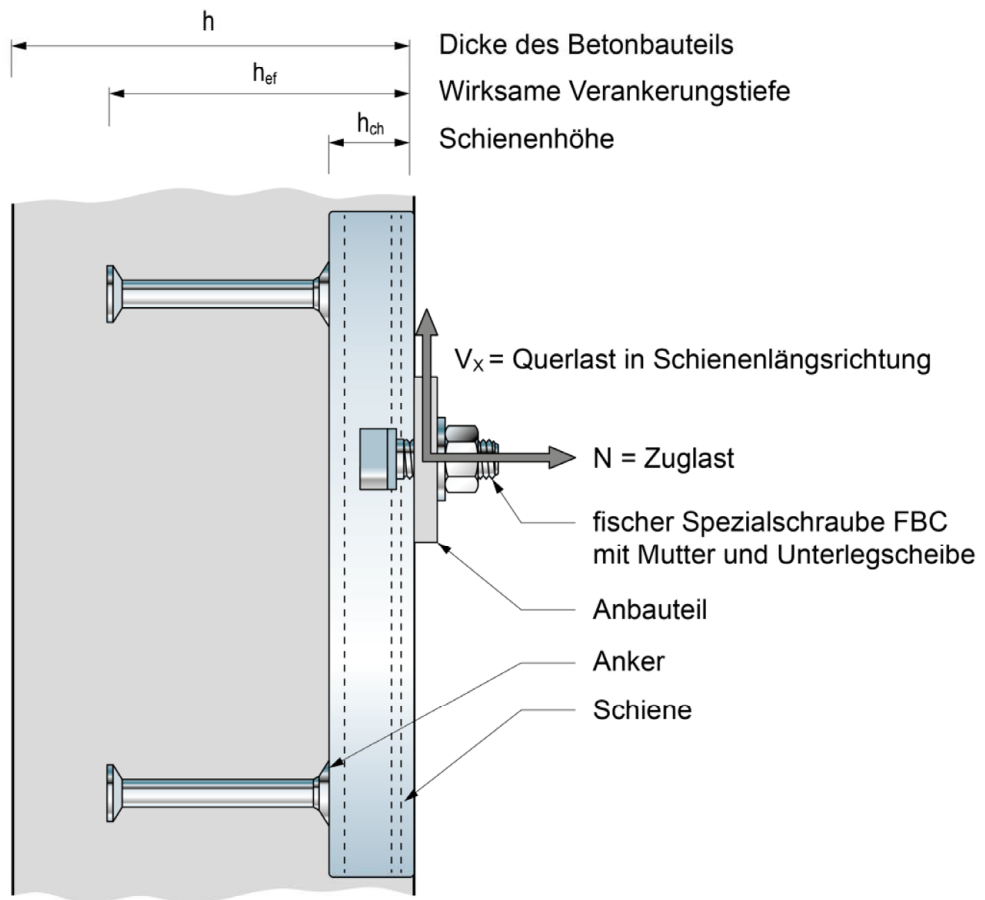 h
Dicke des Betonbauteils
hef
Wirksame Verankerungstiefe
hch
Schienenhöhe
VX = Querlast in Schienenlängsrichtung
N = Zuglast
fischer Spezialschraube FBC
mit Mutter und Unterlegscheibe
Anbauteil
Anker
Schiene